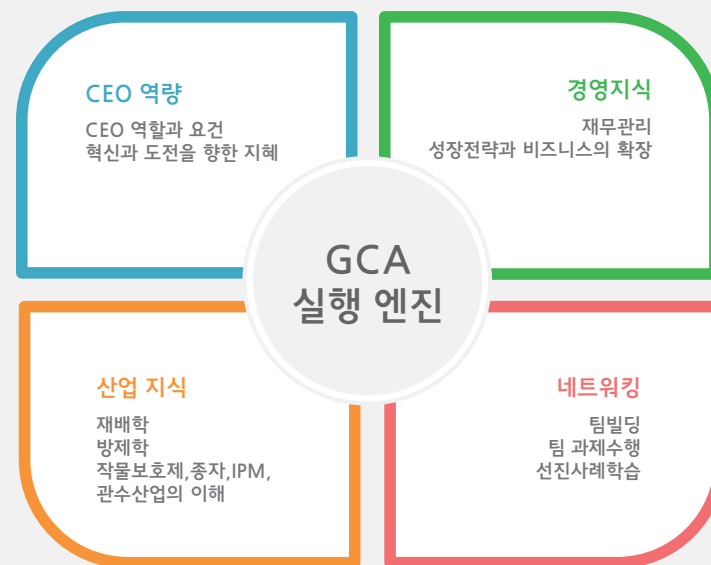 CEO 역량
CEO 역할과 요건
혁신과 도전을 향한 지혜
경영지식
재무관리
성장전략과 비즈니스의 확장
GCA
실행 엔진
산업 지식
재배학
방제학
작물보호제,종자,IPM,
관수산업의 이해
네트워킹
팀빌딩
팀 과제수행
선진사례학습